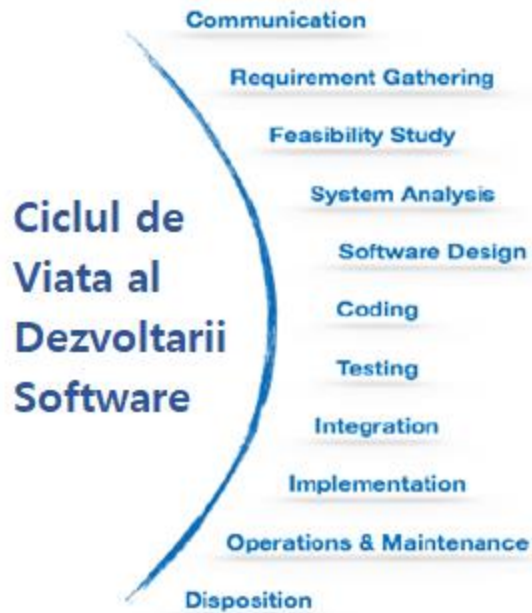 Communication
Requirement Gathering
Feasibility Study
System Analysis
Software Design
Coding
Testing
Integration
Implementation
Operations & Maintenance
Disposition
Ciclul de
Viata al
Dezvoltarii
Software